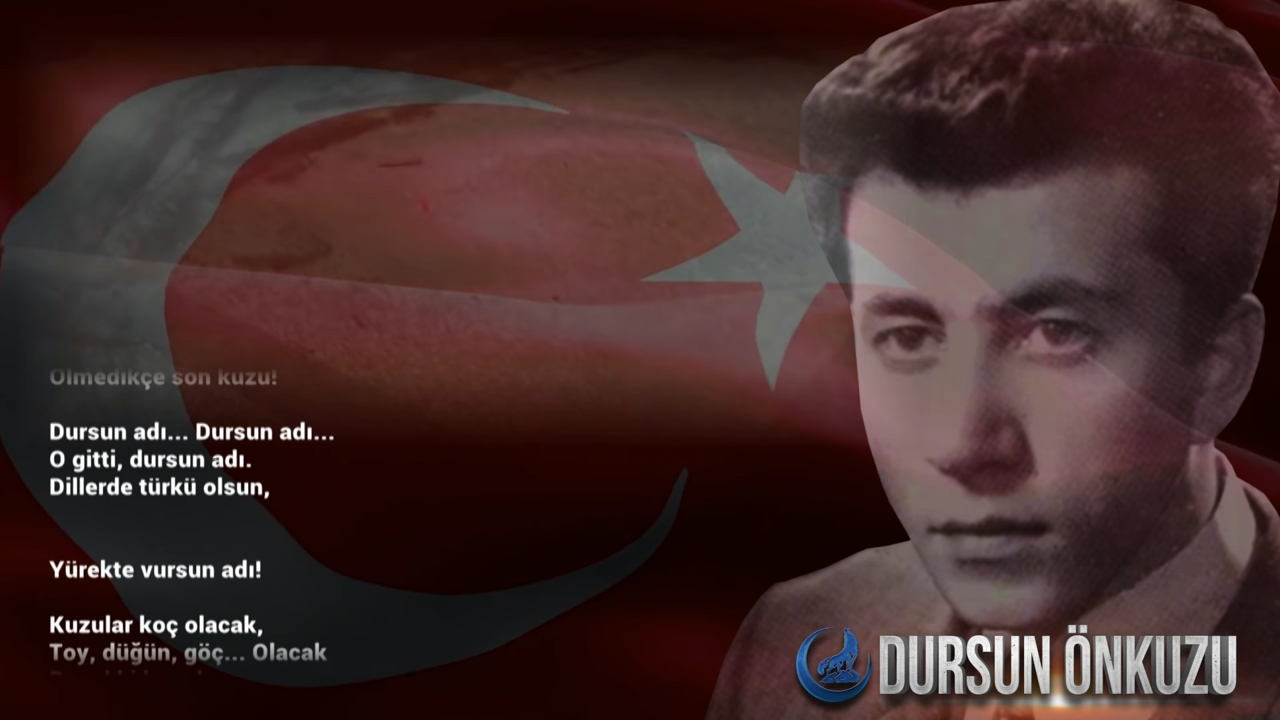 Ölmedikçe son kuzu!
Dursun adı... Dursun adı...
O gitti, dursun adı.
Dillerde türkü olsun,
Yürekte vursun adı!
Kuzular koç olacak,
Toy, düğün, göç... Olacak
DURSUN ÖNKUZU